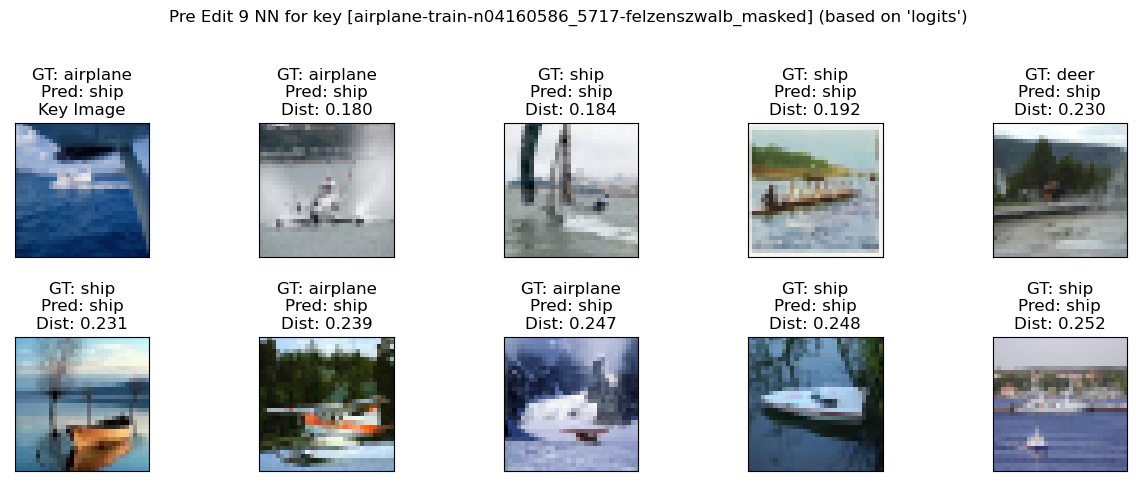 Pre Edit 9 NN for key [airplane-train-n04160586_5717-felzenszwalb_masked] (based on 'logits')
GT: airplane
Pred: ship
Key Image
GT: airplane
Pred: ship
Dist: 0.180
GT: ship
Pred: ship
Dist: 0.184
GT: ship
Pred: ship
Dist: 0.192
GT: deer
Pred: ship
Dist: 0.230
GT: ship
Pred: ship
Dist: 0.231
GT: airplane
Pred: ship
Dist: 0.239
GT: airplane
Pred: ship
Dist: 0.247
GT: ship
Pred: ship
Dist: 0.248
GT: ship
Pred: ship
Dist: 0.252